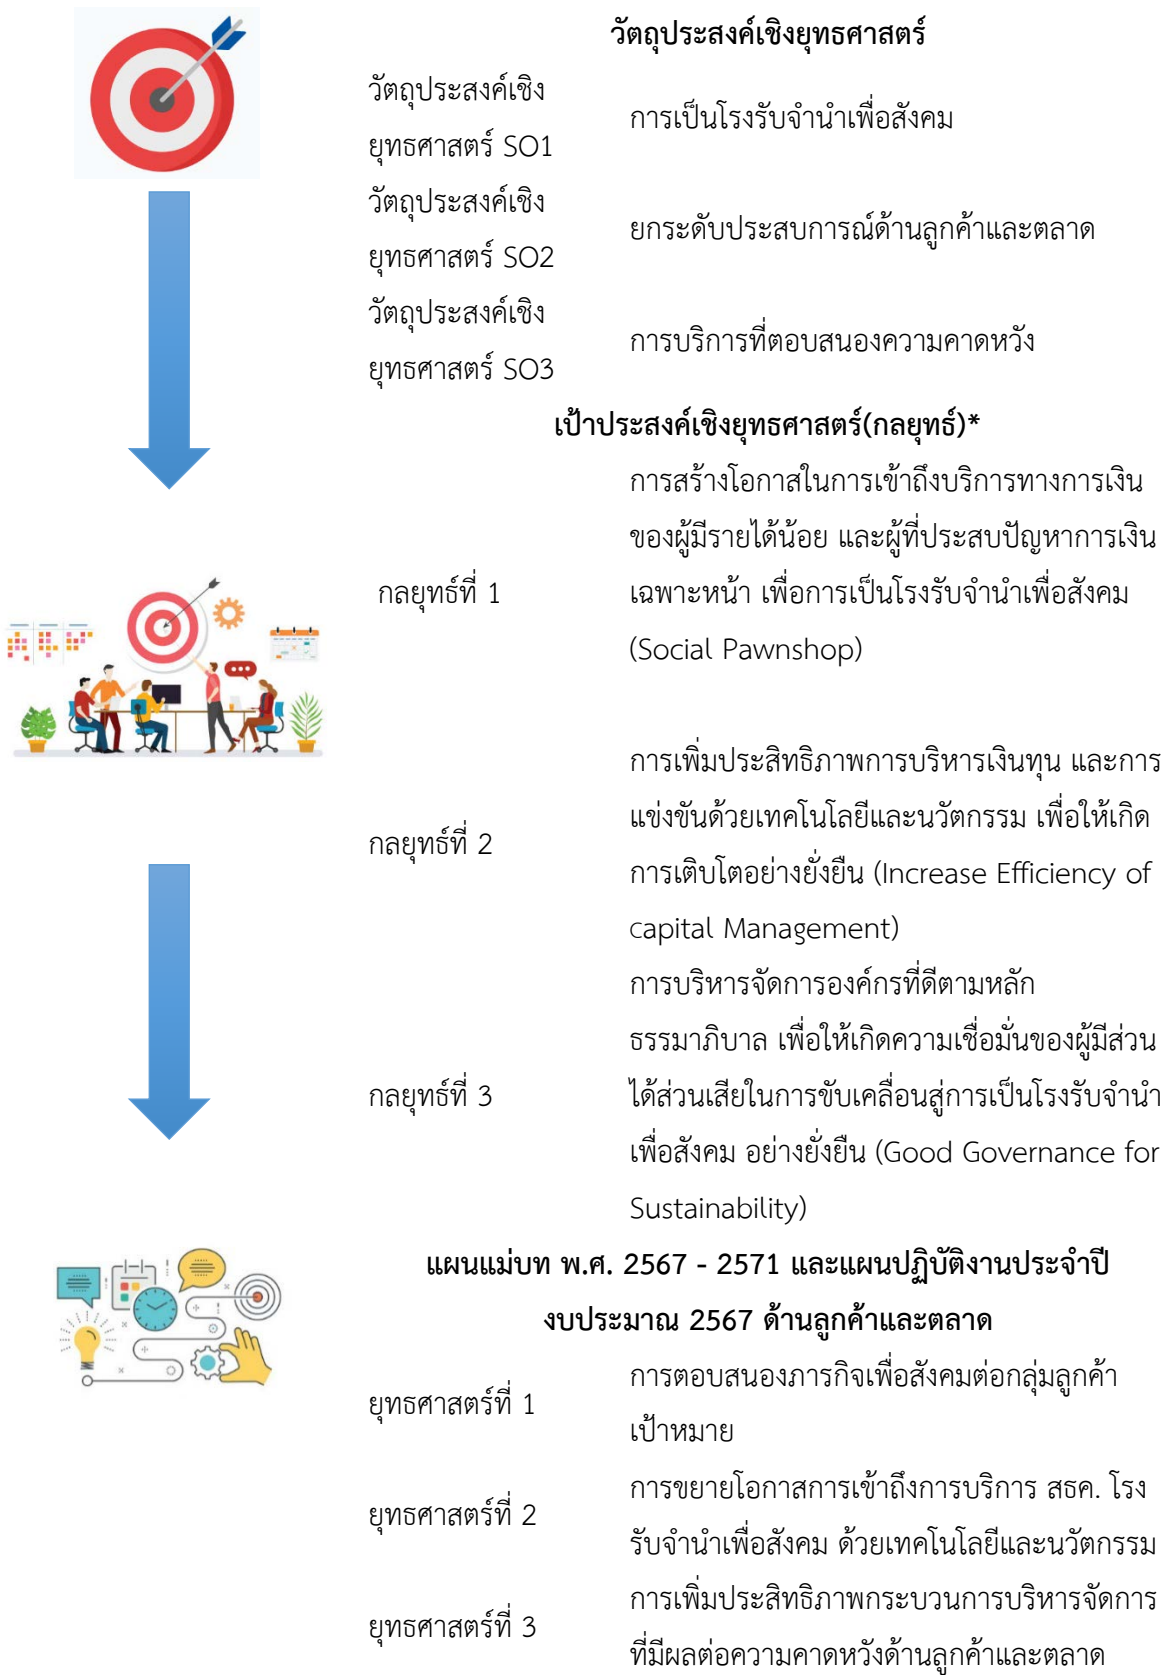 วัตถุประสงค์เชิงยุทธศาสตร์
วัตถุประสงค์เชิง
ยุทธศาสตร์ SO1
การเป็นโรงรับจำนำเพื่อสังคม
วัตถุประสงค์เชิง
ยุทธศาสตร์ SO2
ยกระดับประสบการณ์ด้านลูกค้าและตลาด
วัตถุประสงค์เชิง
ยุทธศาสตร์ SO3
การบริการที่ตอบสนองความคาดหวัง
เป้าประสงค์เชิงยุทธศาสตร์(กลยุทธ์)*
กลยุทธ์ที่ 1
การสร้างโอกาสในการเข้าถึงบริการทางการเงิน
ของผู้มีรายได้น้อย และผู้ที่ประสบปัญหาการเงิน
เฉพาะหน้า เพื่อการเป็นโรงรับจำนำเพื่อสังคม
(Social Pawnshop)
กลยุทธ์ที่ 2
การเพิ่มประสิทธิภาพการบริหารเงินทุน และการ
แข่งขันด้วยเทคโนโลยีและนวัตกรรม เพื่อให้เกิด
การเติบโตอย่างยั่งยืน (Increase Efficiency of
capital Management)
กลยุทธ์ที่ 3
การบริหารจัดการองค์กรที่ดีตามหลัก
ธรรมาภิบาล เพื่อให้เกิดความเชื่อมั่นของผู้มีส่วน
ได้ส่วนเสียในการขับเคลื่อนสู่การเป็นโรงรับจำนำ
เพื่อสังคม อย่างยั่งยืน (Good Governance for
Sustainability)
แผนแม่บท พ.ศ. 2567 - 2571 และแผนปฏิบัติงานประจำปี
งบประมาณ 2567 ด้านลูกค้าและตลาด
ยุทธศาสตร์ที่ 1
การตอบสนองภารกิจเพื่อสังคมต่อกลุ่มลูกค้า
เป้าหมาย
ยุทธศาสตร์ที่ 2
การขยายโอกาสการเข้าถึงการบริการ สธค. โรง
รับจำนำเพื่อสังคม ด้วยเทคโนโลยีและนวัตกรรม
ยุทธศาสตร์ที่ 3
การเพิ่มประสิทธิภาพกระบวนการบริหารจัดการ
ที่มีผลต่อความคาดหวังด้านลูกค้าและตลาด